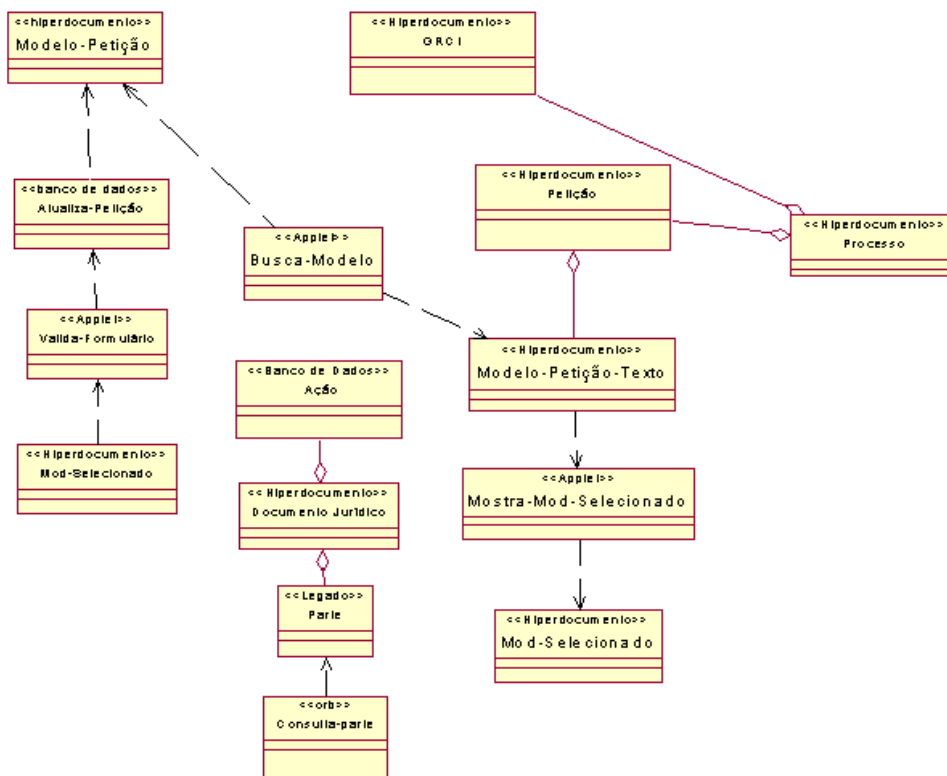 <<hiperdocumento>>
Modelo-Petição
<<Hiperdocumento>>
GRCI
<<banco de dados>>
Atualiza-Petição
<<Hiperdocumento>>
Petição
<<Hiperdocumento>>
Processo
<<Applet>>
Busca-Modelo
<<Applet>>
Valida-Formulário
<<Hiperdocumento>>
Modelo-Petição-Texto
<<Banco de Dados>>
Ação
<<Hiperdocumento>>
Mod-Selecionado
<<Applet>>
Mostra-Mod-Selecionado
<<Hiperdocumento>>
Documento Jurídico
<<Legado>>
Parte
<<Hiperdocumento>>
Mod-Selecionado
<<orb>>
Consulta-parte